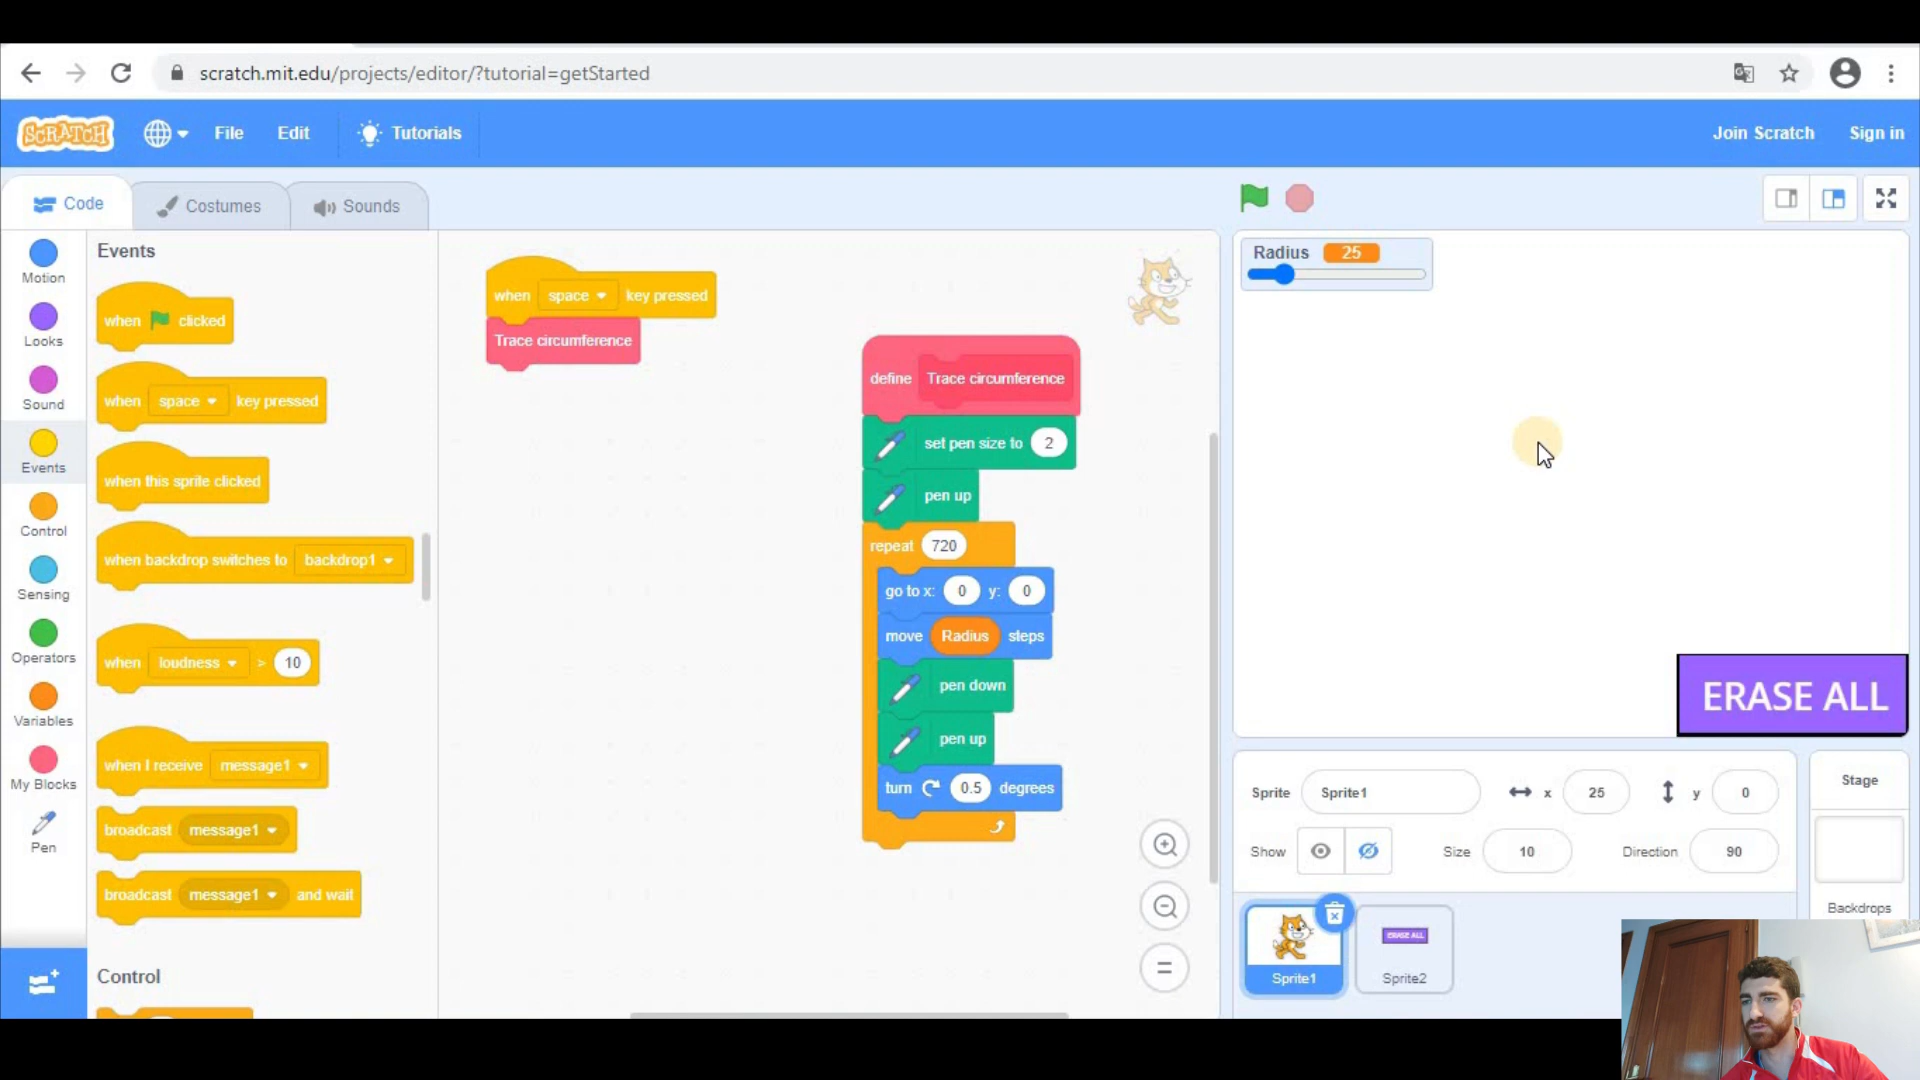 scratch.mit.edu/projects/editor/?tutorial=getStarted
SCRATCH
File
Edit
Tutorials
Join Scratch
Sign in
Code
Costumes
Sounds
Motion
Looks
Sound
Events
Control
Sensing
Operators
Variables
My Blocks
Pen
Events
when clicked
when space key pressed
when this sprite clicked
when backdrop switches to backdrop1
when loudness > 10
when I receive message1
broadcast message1
broadcast message1 and wait
Control
when space key pressed
Trace circumference
define Trace circumference
set pen size to 2
pen up
repeat 720
go to x: 0 y: 0
move Radius steps
pen down
pen up
turn 0.5 degrees
Radius 25
ERASE ALL
Sprite Sprite1 x 25 y 0
Show Size 10 Direction 90
Sprite1
ERASE ALL
Sprite2
Stage
Backdrops